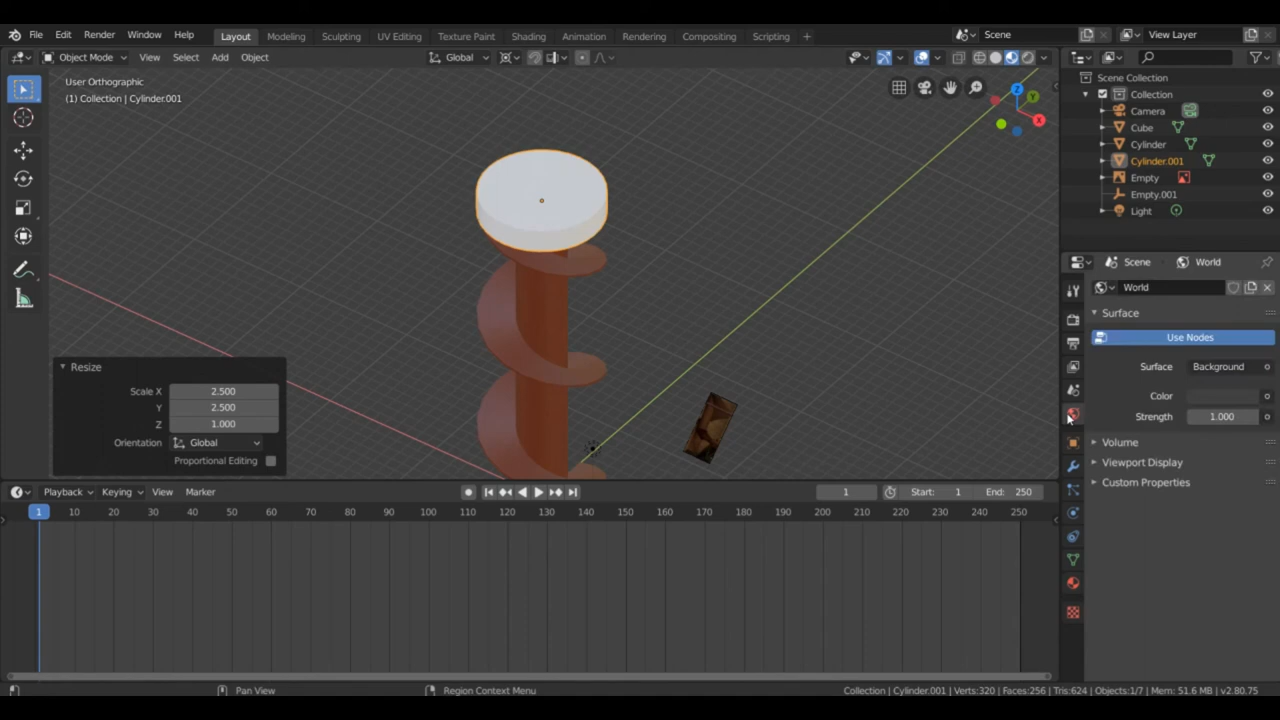 File Edit Render Window Help Layout Modeling Sculpting UV Editing Texture Paint Shading Animation Rendering Compositing Scripting + Scene View Layer
Object Mode View Select Add Object Global
User Orthographic
(1) Collection | Cylinder.001
Scene Collection
Collection
Camera
Cube
Cylinder
Cylinder.001
Empty
Empty.001
Light
Scene World
World
Surface
Use Nodes
Surface Background
Color
Strength 1.000
Volume
Viewport Display
Custom Properties
Z
Y
X
Resize
Scale X 2.500
Y 2.500
Z 1.000
Orientation Global
Proportional Editing
Playback Keying View Marker 1 Start: 1 End: 250
1 10 20 30 40 50 60 70 80 90 100 110 120 130 140 150 160 170 180 190 200 210 220 230 240 250
Pan View Region Context Menu Collection | Cylinder.001 | Verts:320 | Faces:256 | Tris:624 | Objects:1/7 | Mem: 51.6 MB | v2.80.75